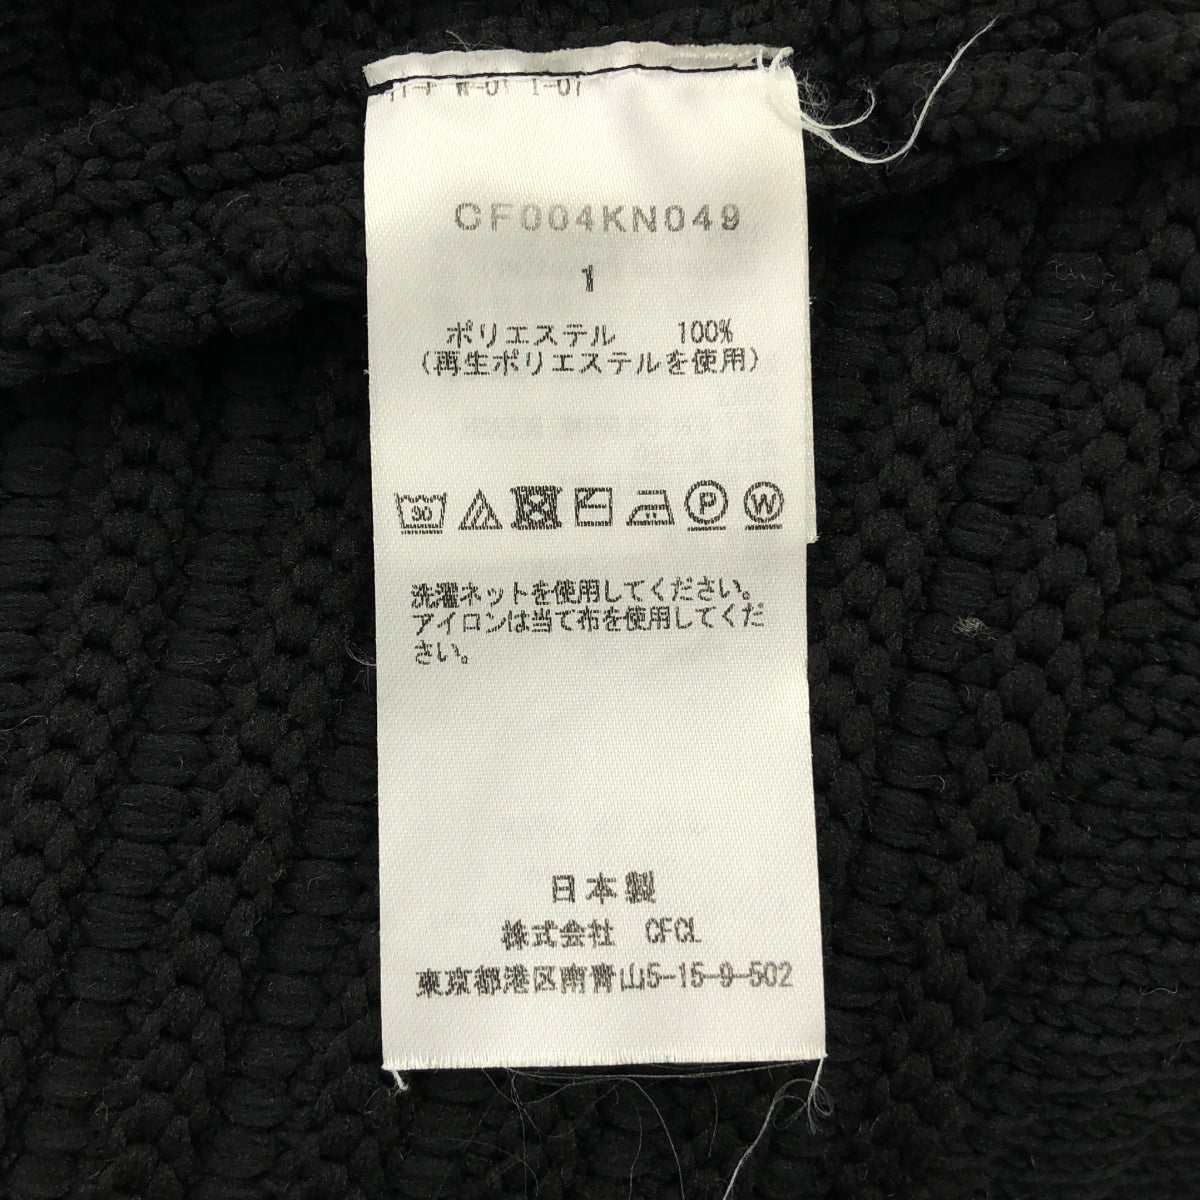 CF004KN049
1
ポリエステル 100%
(再生ポリエステルを使用)
30
P W
洗濯ネットを使用してください。
アイロンは当て布を使用してくだ
さい。
日本製
株式会社 CFCL
東京都港区南青山5-15-9-502